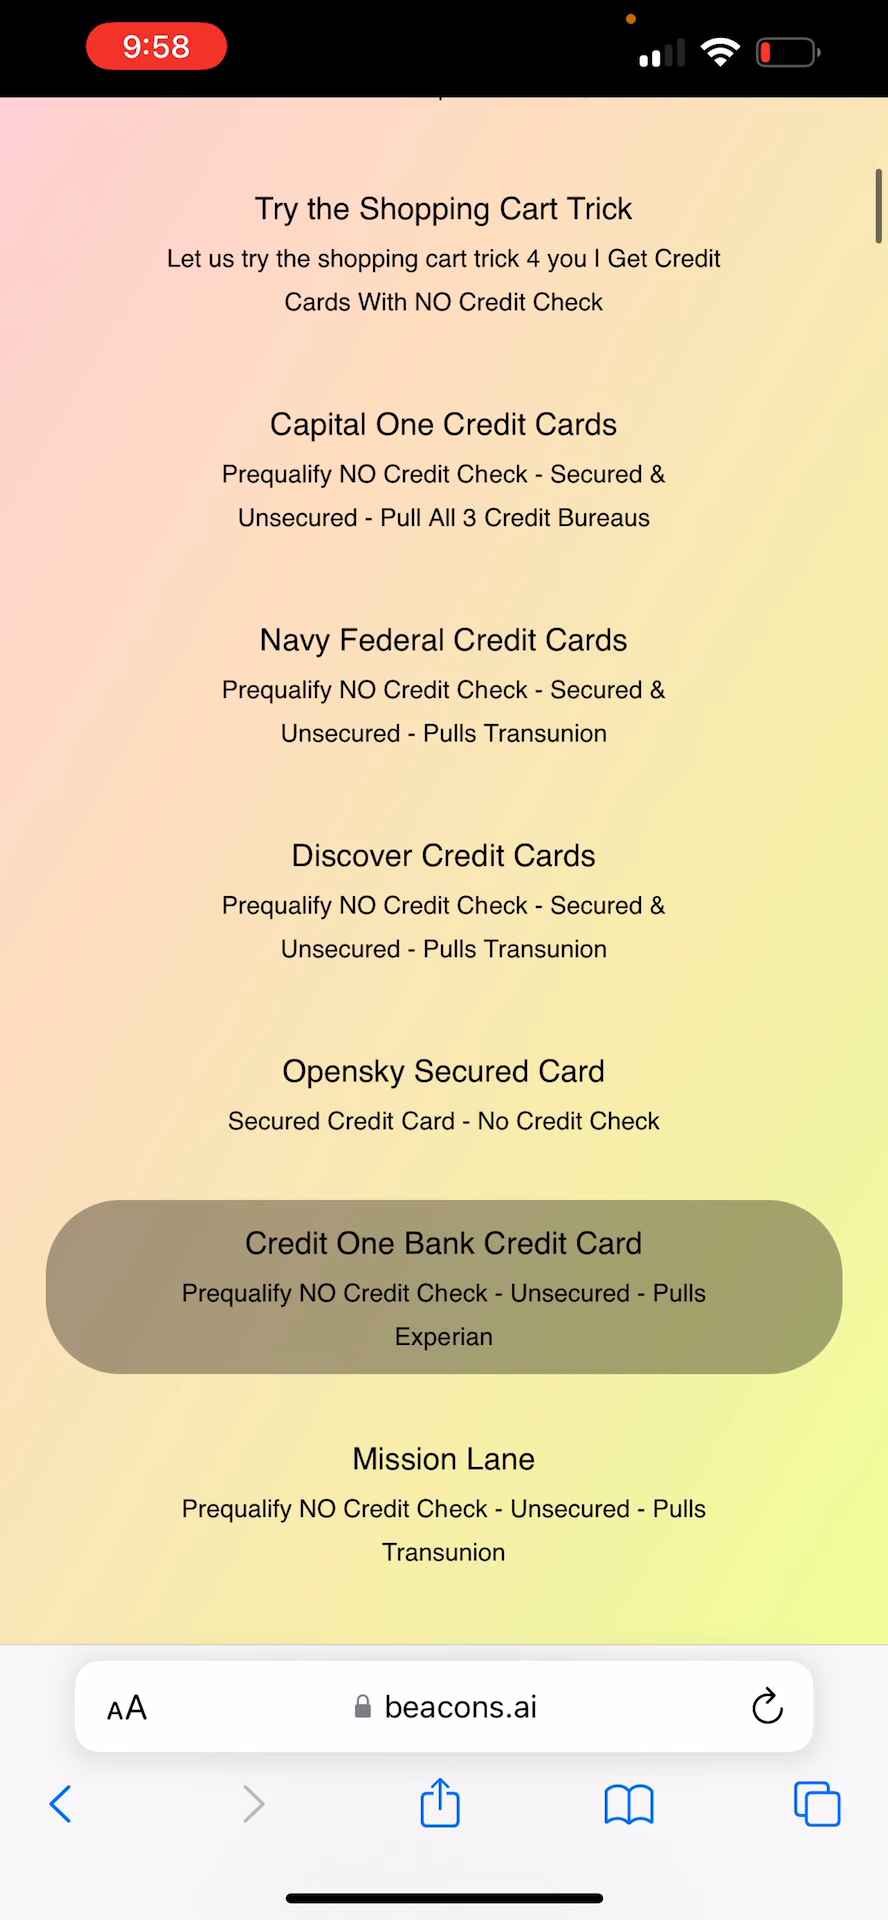 9:58
Try the Shopping Cart Trick
Let us try the shopping cart trick 4 you I Get Credit
Cards With NO Credit Check
Capital One Credit Cards
Prequalify NO Credit Check - Secured &
Unsecured - Pull All 3 Credit Bureaus
Navy Federal Credit Cards
Prequalify NO Credit Check - Secured &
Unsecured - Pulls Transunion
Discover Credit Cards
Prequalify NO Credit Check - Secured &
Unsecured - Pulls Transunion
Opensky Secured Card
Secured Credit Card - No Credit Check
Credit One Bank Credit Card
Prequalify NO Credit Check - Unsecured - Pulls
Experian
Mission Lane
Prequalify NO Credit Check - Unsecured - Pulls
Transunion
AA beacons.ai